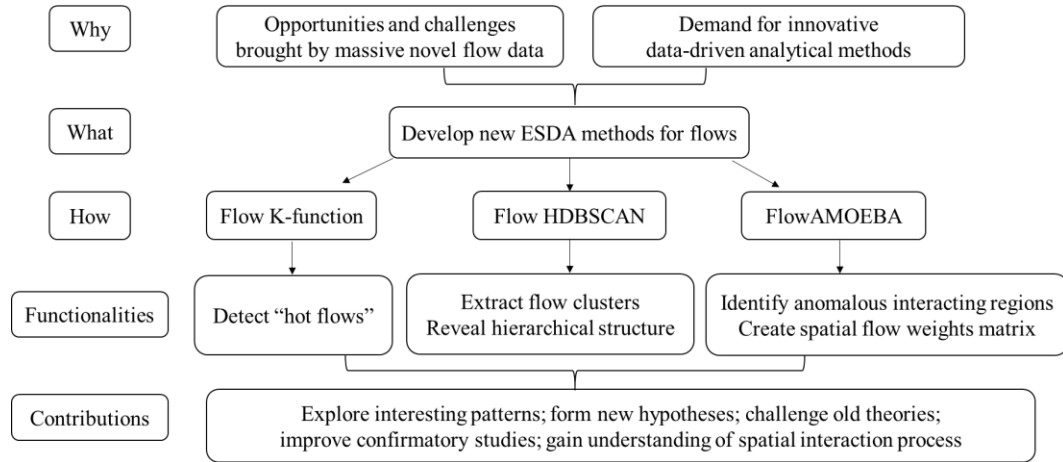 Why
Opportunities and challenges
brought by massive novel flow data
Demand for innovative
data-driven analytical methods
What
Develop new ESDA methods for flows
How
Flow K-function
Flow HDBSCAN
FlowAMOEBA
Functionalities
Detect “hot flows”
Extract flow clusters
Reveal hierarchical structure
Identify anomalous interacting regions
Create spatial flow weights matrix
Contributions
Explore interesting patterns; form new hypotheses; challenge old theories;
improve confirmatory studies; gain understanding of spatial interaction process